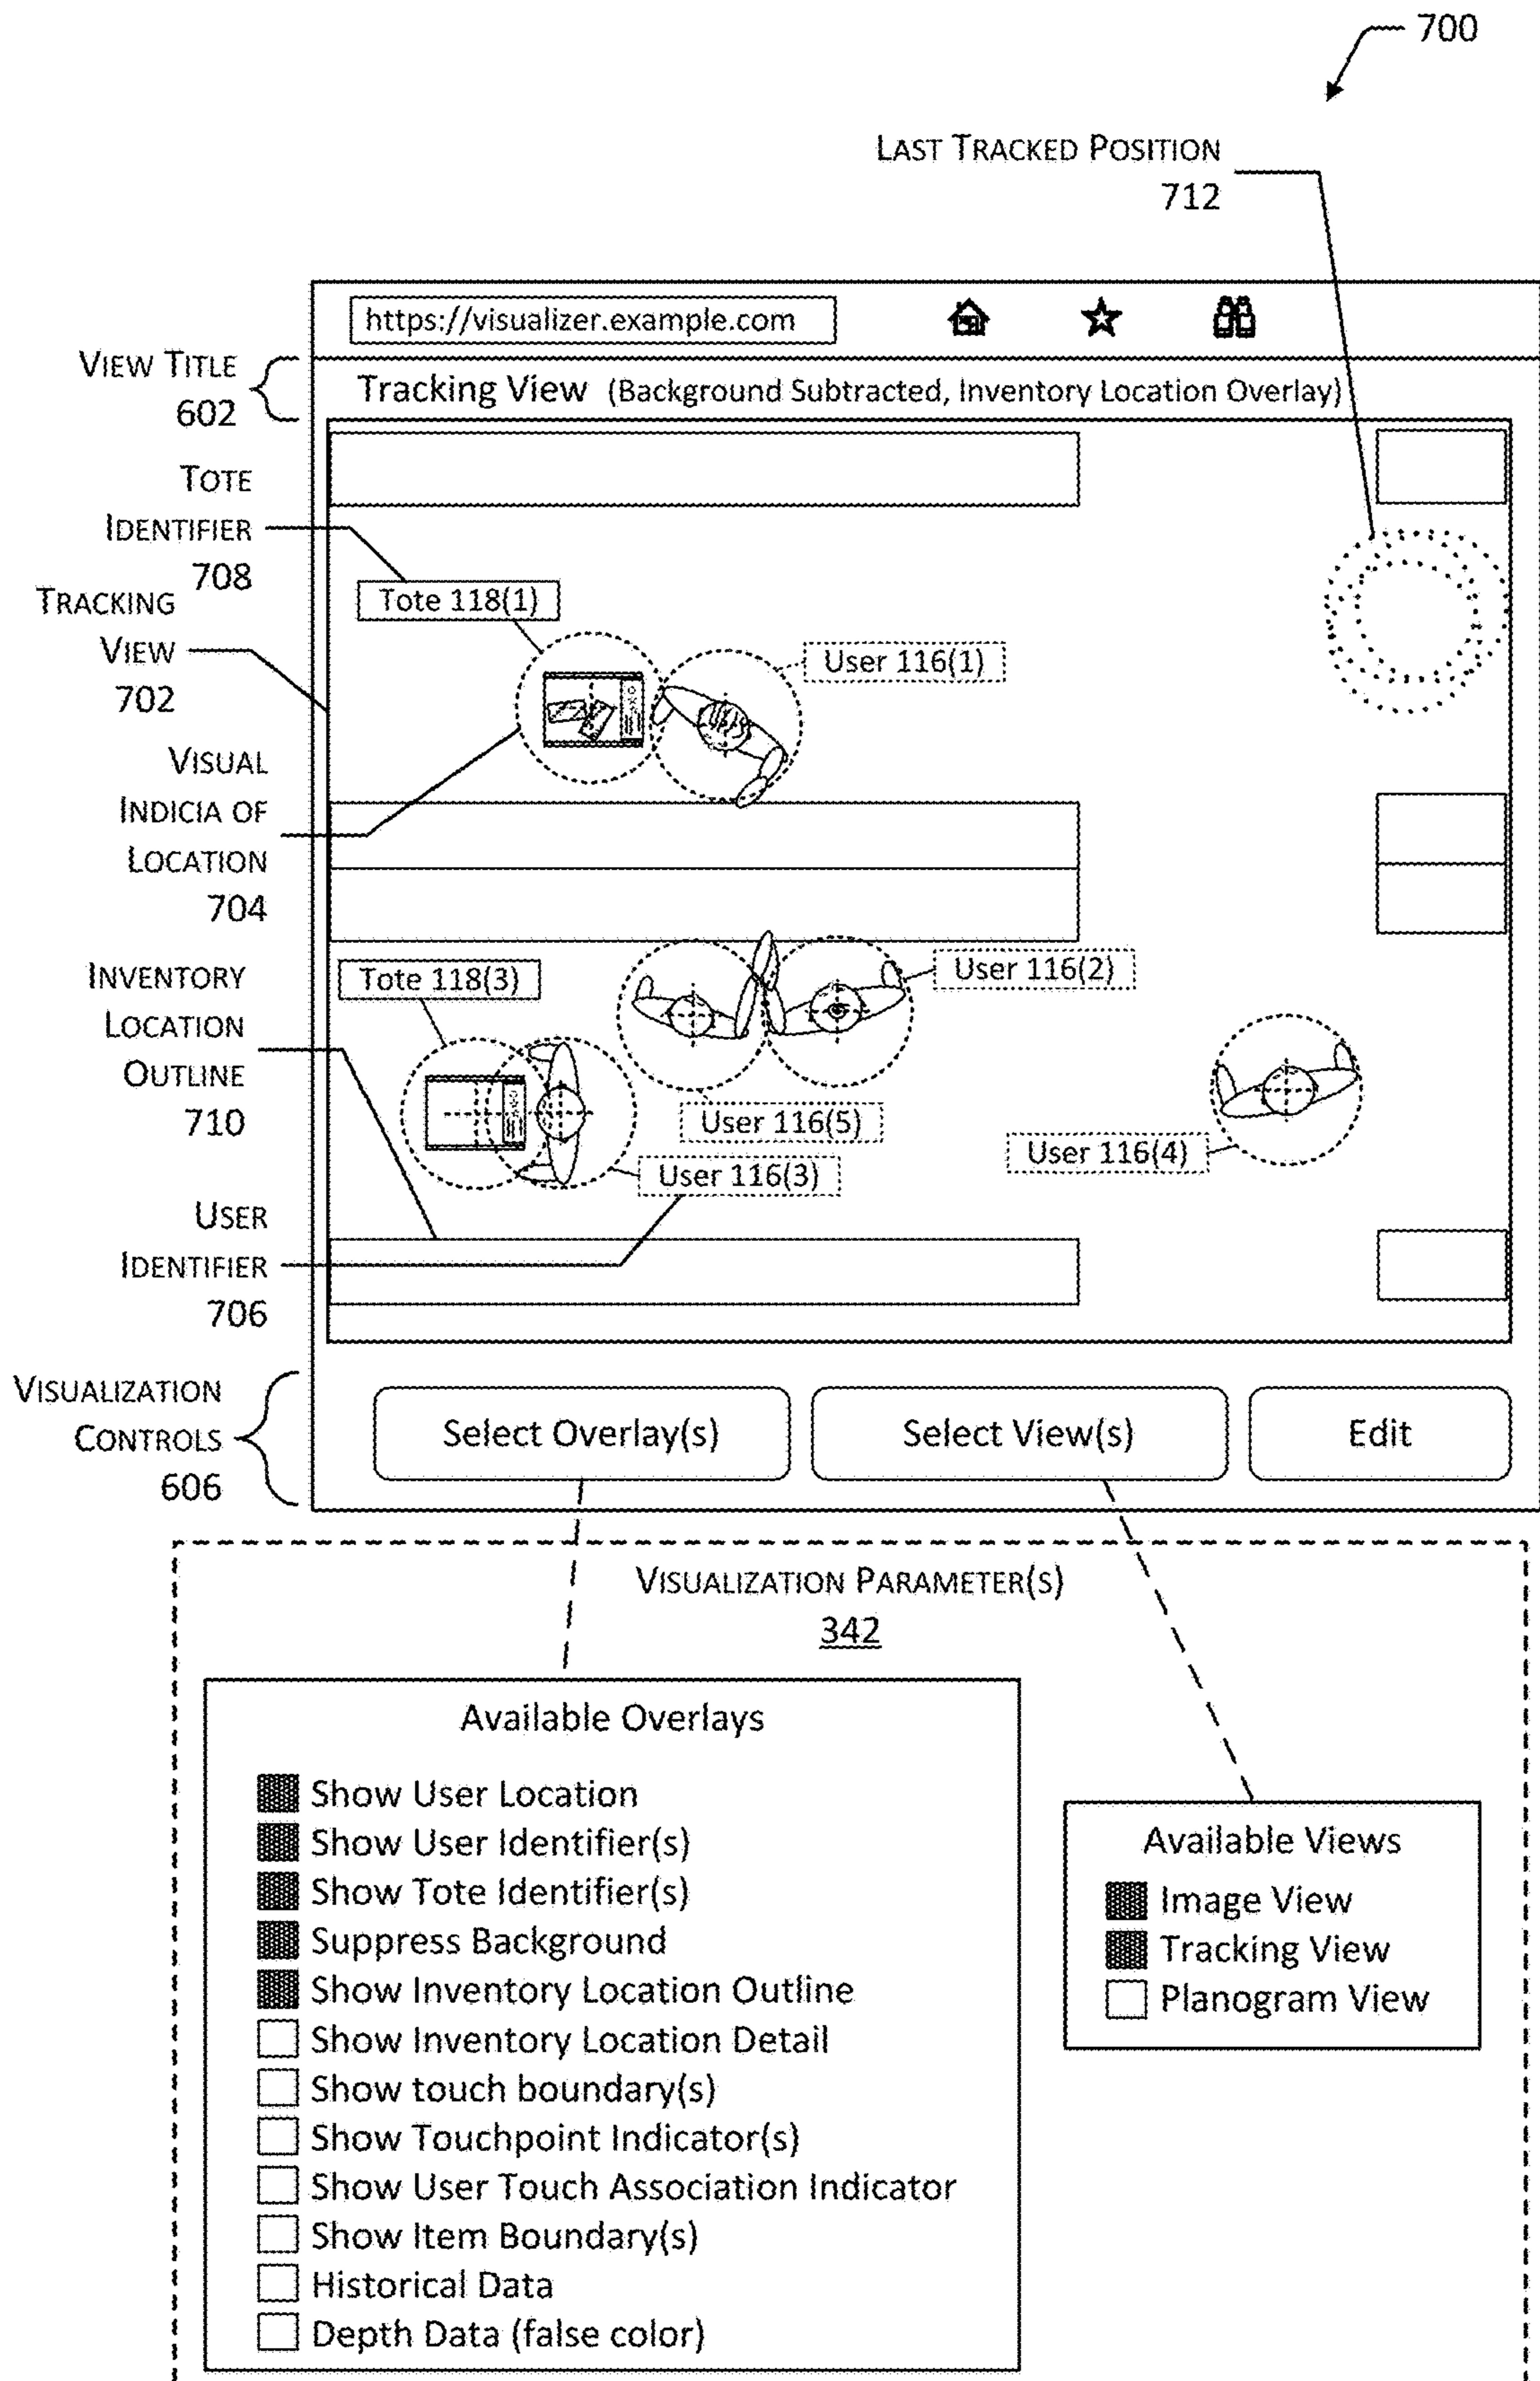 700
LAST TRACKED POSITION
712
https://visualizer.example.com
VIEW TITLE
602
Tracking View (Background Subtracted, Inventory Location Overlay)
TOTE
IDENTIFIER
708
Tote 118(1)
TRACKING
VIEW
702
User 116(1)
VISUAL
INDICIA OF
LOCATION
704
INVENTORY
LOCATION
OUTLINE
710
Tote 118(3)
User 116(2)
User 116(5)
User 116(4)
User 116(3)
USER
IDENTIFIER
706
VISUALIZATION
CONTROLS
606
Select Overlay(s)
Select View(s)
Edit
VISUALIZATION PARAMETER(S)
342
Available Overlays
Show User Location
Show User Identifier(s)
Show Tote Identifier(s)
Suppress Background
Show Inventory Location Outline
Show Inventory Location Detail
Show touch boundary(s)
Show Touchpoint Indicator(s)
Show User Touch Association Indicator
Show Item Boundary(s)
Historical Data
Depth Data (false color)
Available Views
Image View
Tracking View
Planogram View